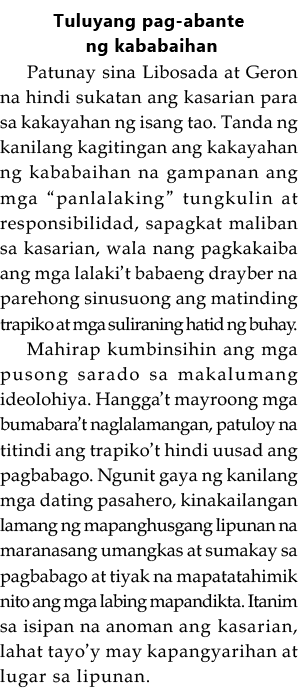 Tuluyang pag-abante
ng kababaihan
Patunay sina Libosada at Geron
na hindi sukatan ang kasarian para
sa kakayahan ng isang tao. Tanda ng
kanilang kagitingan ang kakayahan
ng kababaihan na gampanan ang
mga “panlalaking” tungkulin at
responsibilidad, sapagkat maliban
sa kasarian, wala nang pagkakaiba
ang mga lalaki’t babaeng drayber na
parehong sinusuong ang matinding
trapiko at mga suliraning hatid ng buhay.
Mahirap kumbinsihin ang mga
pusong sarado sa makalumang
ideolohiya. Hangga’t mayroong mga
bumabara’t naglalamangan, patuloy na
titindi ang trapiko’t hindi uusad ang
pagbabago. Ngunit gaya ng kanilang
mga dating pasahero, kinakailangan
lamang ng mapanghusgang lipunan na
maranasang umangkas at sumakay sa
pagbabago at tiyak na mapatatahimik
nito ang mga labing mapandikta. Itanim
sa isipan na anoman ang kasarian,
lahat tayo’y may kapangyarihan at
lugar sa lipunan.